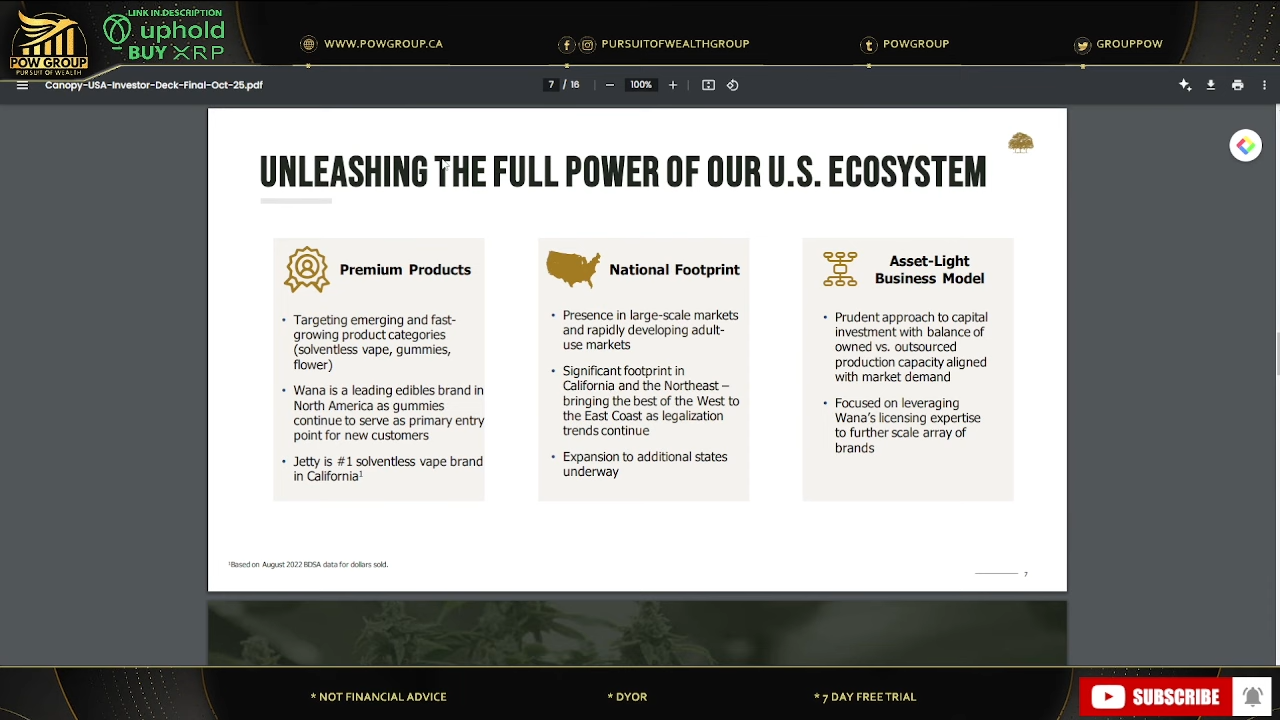 LINK IN DESCRIPTION
uphold
BUY XRP
POW GROUP
PURSUIT OF WEALTH
WWW.POWGROUP.CA
PURSUITOFWEALTHGROUP
POWGROUP
GROUPPOW
Canopy-USA-Investor-Deck-Final-Oct-25.pdf
7 / 16
100%
UNLEASHING THE FULL POWER OF OUR U.S. ECOSYSTEM
Premium Products
• Targeting emerging and fast-
growing product categories
(solventless vape, gummies,
flower)
• Wana is a leading edibles brand in
North America as gummies
continue to serve as primary entry
point for new customers
• Jetty is #1 solventless vape brand
in California¹
National Footprint
• Presence in large-scale markets
and rapidly developing adult-
use markets
• Significant footprint in
California and the Northeast –
bringing the best of the West to
the East Coast as legalization
trends continue
• Expansion to additional states
underway
Asset-Light
Business Model
• Prudent approach to capital
investment with balance of
owned vs. outsourced
production capacity aligned
with market demand
• Focused on leveraging
Wana’s licensing expertise
to further scale array of
brands
¹Based on August 2022 BDSA data for dollars sold.
7
* NOT FINANCIAL ADVICE
* DYOR
* 7 DAY FREE TRIAL
SUBSCRIBE